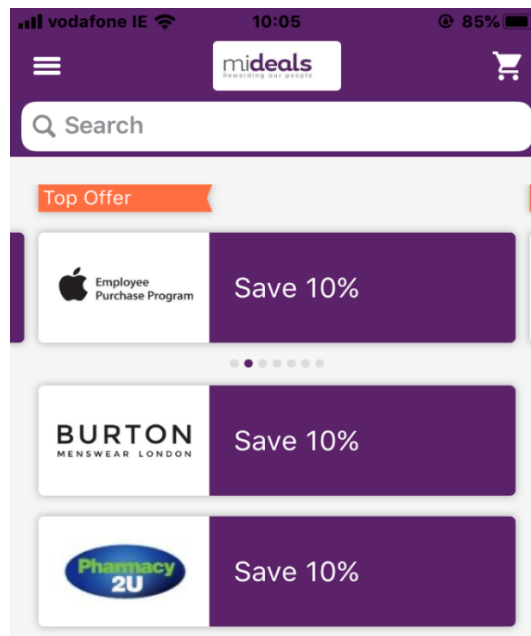 vodafone IE 10:05 85%
mideals
Rewarding our people
Search
Top Offer
Employee
Purchase Program
Save 10%
BURTON
MENSWEAR LONDON
Save 10%
Pharmacy
2U
Save 10%